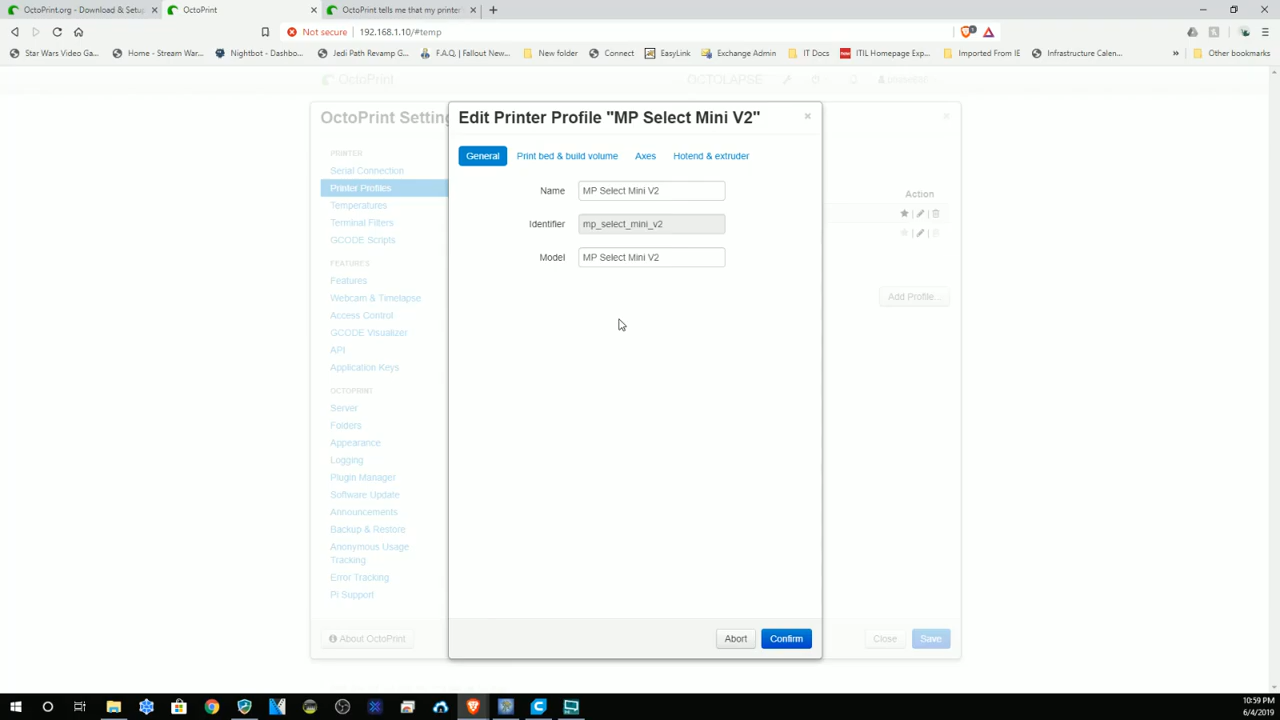 OctoPrint.org - Download & Setup
OctoPrint
OctoPrint tells me that my printer
Not secure
192.168.1.10/#temp
Star Wars Video Ga...
Home - Stream War...
Nightbot - Dashbo...
Jedi Path Revamp G...
F.A.Q. | Fallout New...
New folder
Connect
EasyLink
Exchange Admin
IT Docs
ITIL Homepage Exp...
Imported From IE
Infrastructure Calen...
Other bookmarks
OctoPrint
OCTOLAPSE
OctoPrint Setting
PRINTER
Serial Connection
Printer Profiles
Temperatures
Terminal Filters
GCODE Scripts
FEATURES
Features
Webcam & Timelapse
Access Control
GCODE Visualizer
API
Application Keys
OCTOPRINT
Server
Folders
Appearance
Logging
Plugin Manager
Software Update
Announcements
Backup & Restore
Anonymous Usage
Tracking
Error Tracking
Pi Support
About OctoPrint
Edit Printer Profile "MP Select Mini V2"
General
Print bed & build volume
Axes
Hotend & extruder
Name
MP Select Mini V2
Identifier
mp_select_mini_v2
Model
MP Select Mini V2
Abort
Confirm
Action
Add Profile...
Close
Save
10:59 PM
6/4/2019